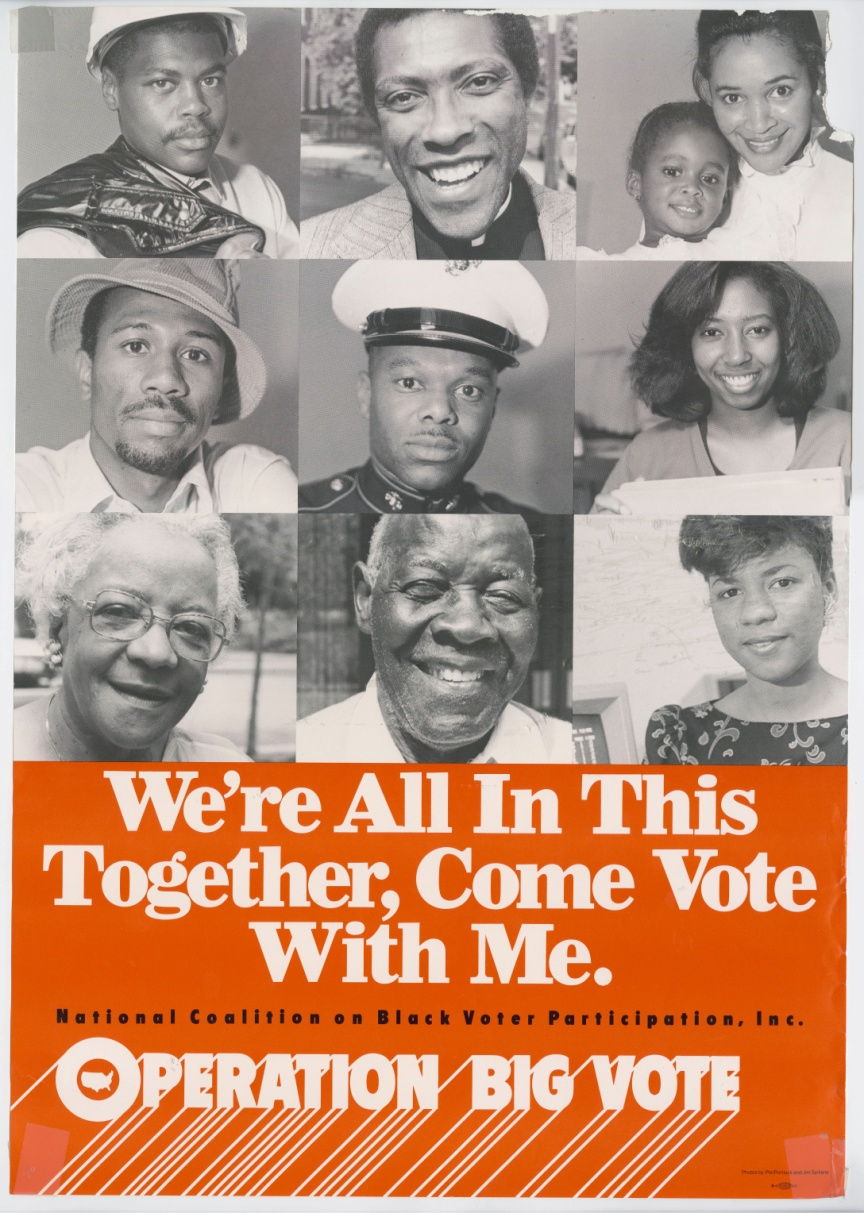 We're All In This
Together, Come Vote
With Me.
National Coalition on Black Voter Participation, Inc.
OPERATION BIG VOTE